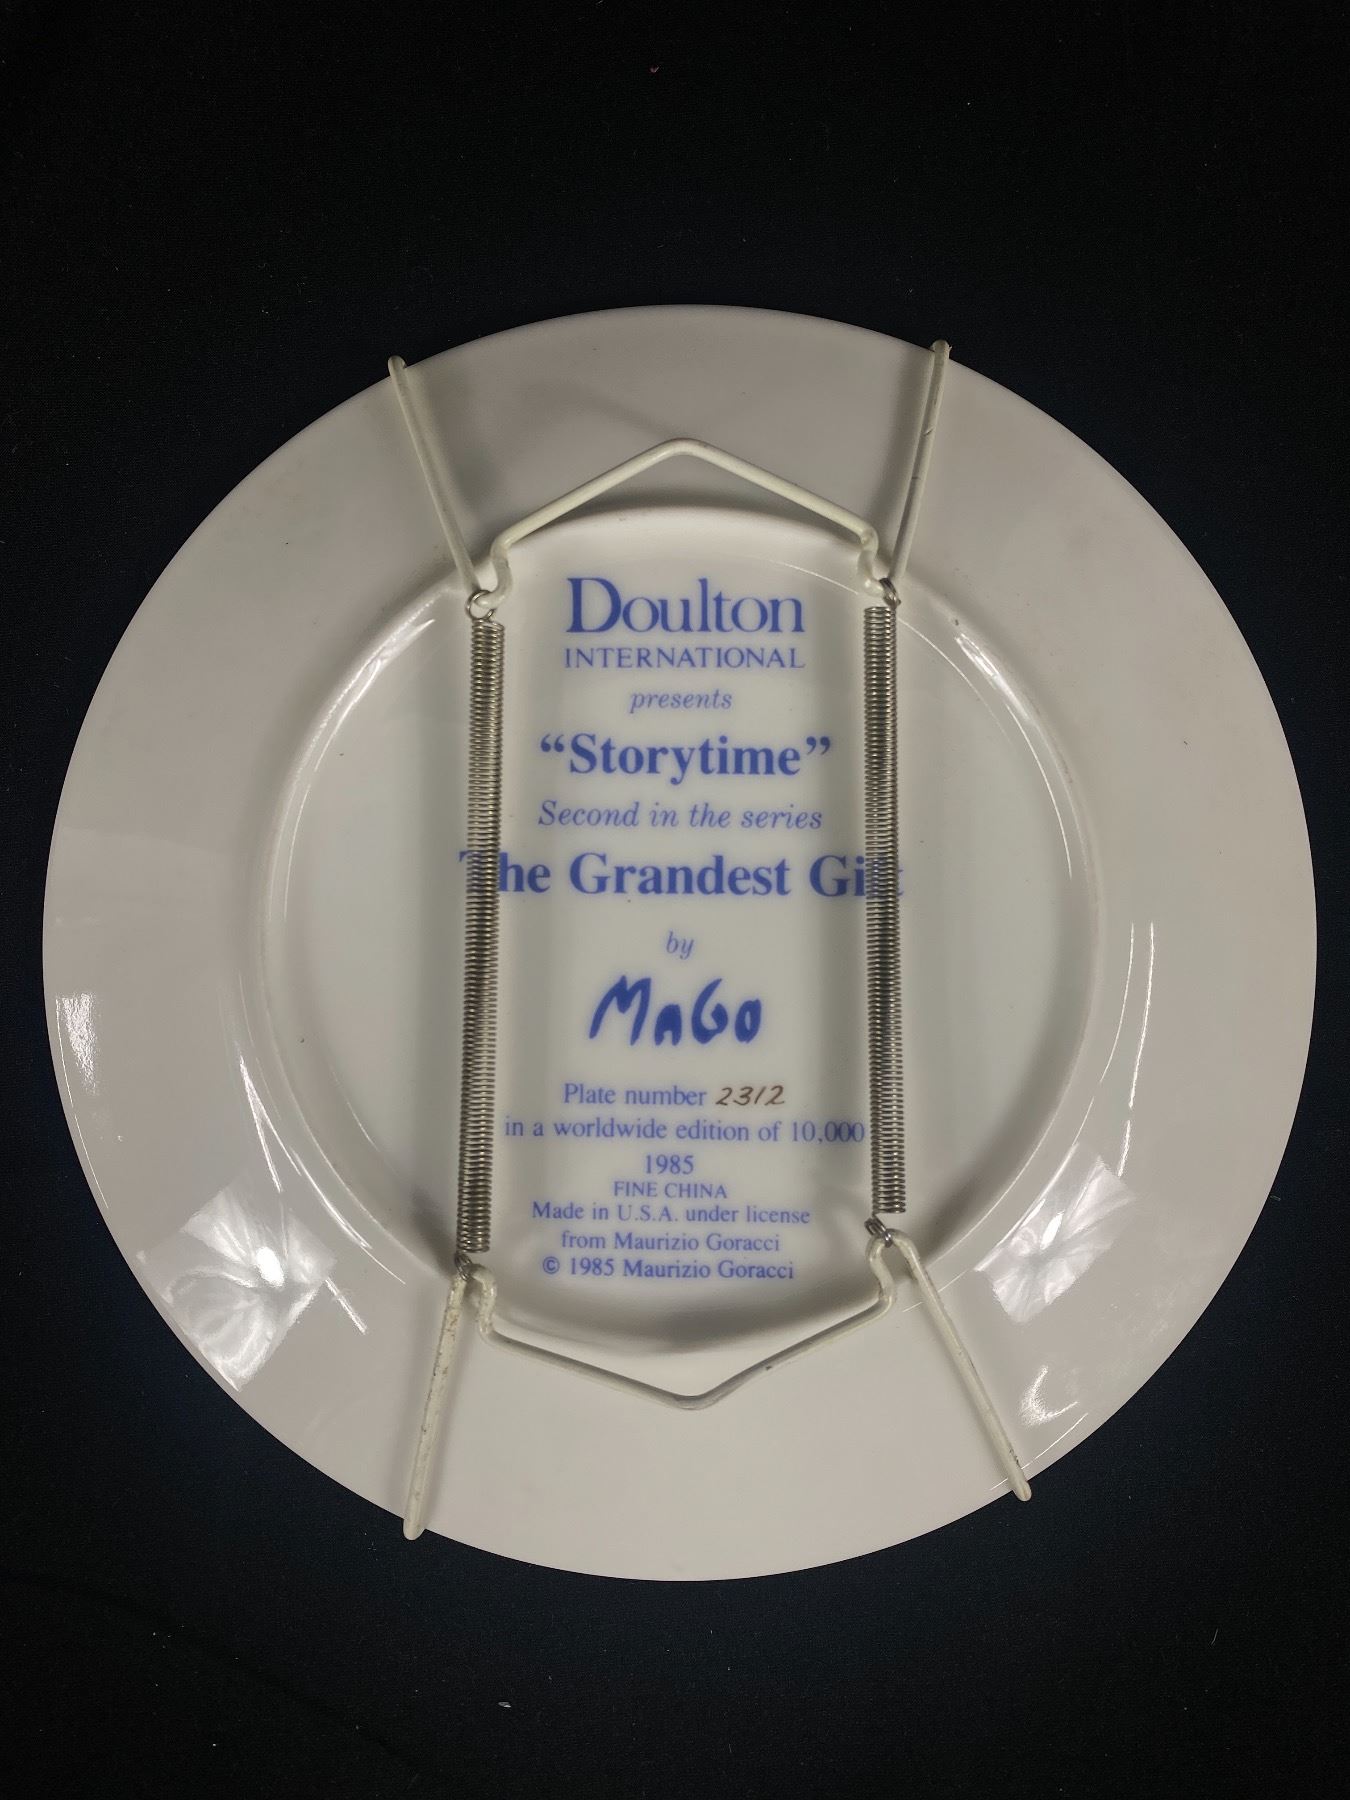 Doulton
INTERNATIONAL
presents
“Storytime”
Second in the series
The Grandest Gift
by
MaGo
Plate number 2312
in a worldwide edition of 10,000
1985
FINE CHINA
Made in U.S.A. under license
from Maurizio Goracci
© 1985 Maurizio Goracci